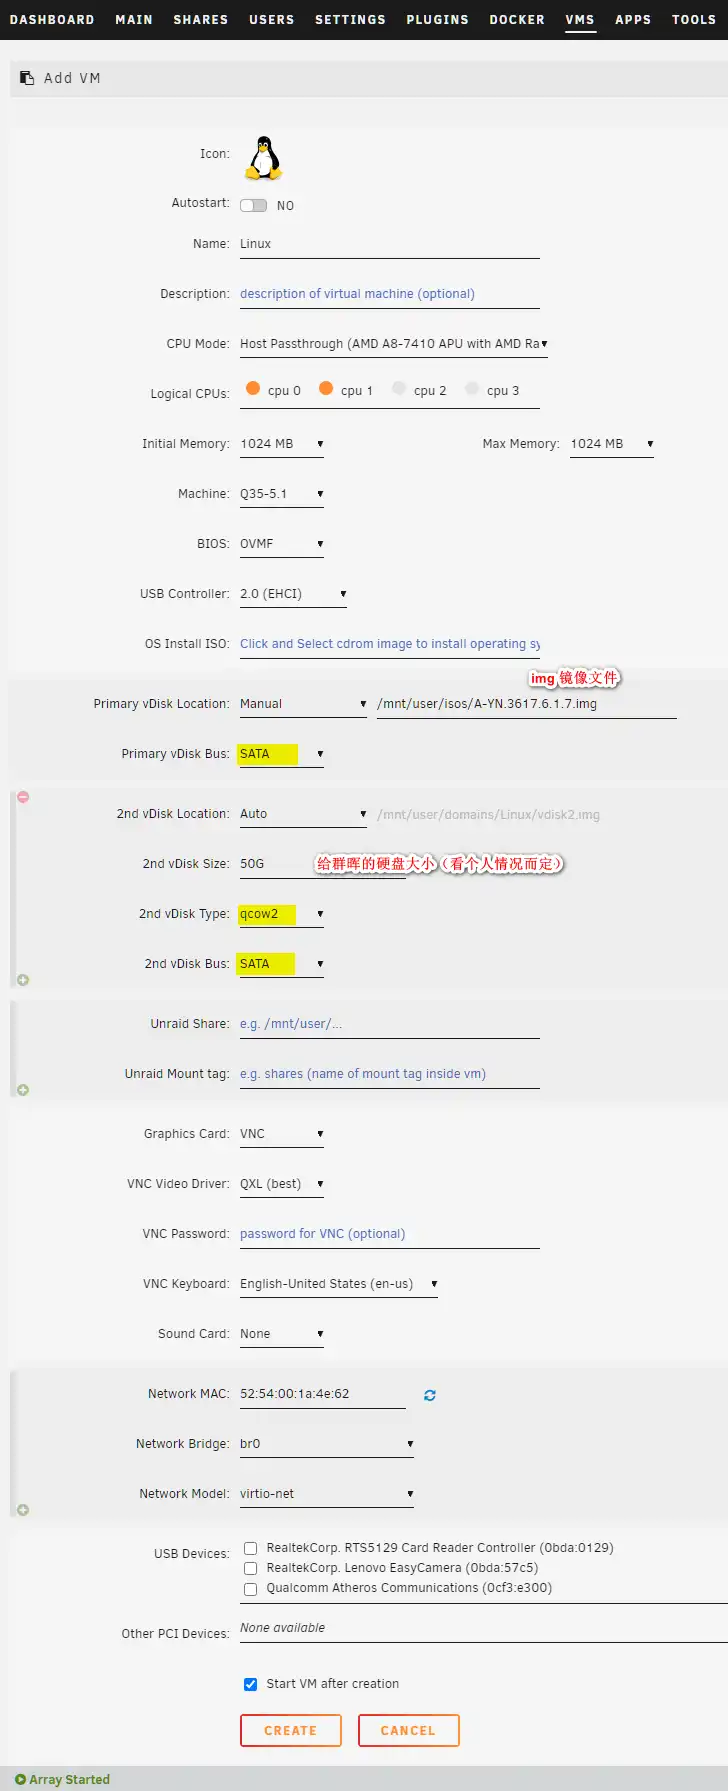 DASHBOARD MAIN SHARES USERS SETTINGS PLUGINS DOCKER VMS APPS TOOLS
Add VM
Icon:
Autostart: NO
Name: Linux
Description: description of virtual machine (optional)
CPU Mode: Host Passthrough (AMD A8-7410 APU with AMD Ra
Logical CPUs: cpu 0 cpu 1 cpu 2 cpu 3
Initial Memory: 1024 MB Max Memory: 1024 MB
Machine: Q35-5.1
BIOS: OVMF
USB Controller: 2.0 (EHCI)
OS Install ISO: Click and Select cdrom image to install operating sy
img 镜像文件
Primary vDisk Location: Manual /mnt/user/isos/A-YN.3617.6.1.7.img
Primary vDisk Bus: SATA
2nd vDisk Location: Auto /mnt/user/domains/Linux/vdisk2.img
2nd vDisk Size: 50G 给群晖的硬盘大小（看个人情况而定）
2nd vDisk Type: qcow2
2nd vDisk Bus: SATA
Unraid Share: e.g. /mnt/user/...
Unraid Mount tag: e.g. shares (name of mount tag inside vm)
Graphics Card: VNC
VNC Video Driver: QXL (best)
VNC Password: password for VNC (optional)
VNC Keyboard: English-United States (en-us)
Sound Card: None
Network MAC: 52:54:00:1a:4e:62
Network Bridge: br0
Network Model: virtio-net
USB Devices: RealtekCorp. RTS5129 Card Reader Controller (0bda:0129)
RealtekCorp. Lenovo EasyCamera (0bda:57c5)
Qualcomm Atheros Communications (0cf3:e300)
Other PCI Devices: None available
Start VM after creation
CREATE CANCEL
Array Started